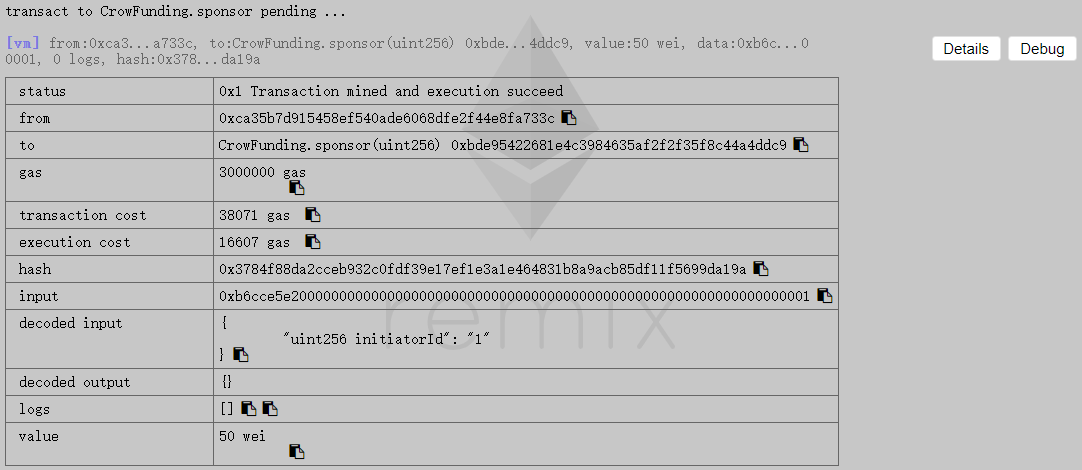 transact to CrowFunding.sponsor pending ...
[vm] from:0xca3...a733c, to:CrowFunding.sponsor(uint256) 0xbde...4ddc9, value:50 wei, data:0xb6c...0
0001, 0 logs, hash:0x378...da19a
Details Debug
status 0x1 Transaction mined and execution succeed
from 0xca35b7d915458ef540ade6068dfe2f44e8fa733c
to CrowFunding.sponsor(uint256) 0xbde95422681e4c3984635af2f2f35f8c44a4ddc9
gas 3000000 gas
transaction cost 38071 gas
execution cost 16607 gas
hash 0x3784f88da2cceb932c0fdf39e17ef1e3a1e464831b8a9acb85df11f5699da19a
input 0xb6cce5e20000000000000000000000000000000000000000000000000000000000000001
decoded input {
"uint256 initiatorId": "1"
}
decoded output {}
logs []
value 50 wei
remix